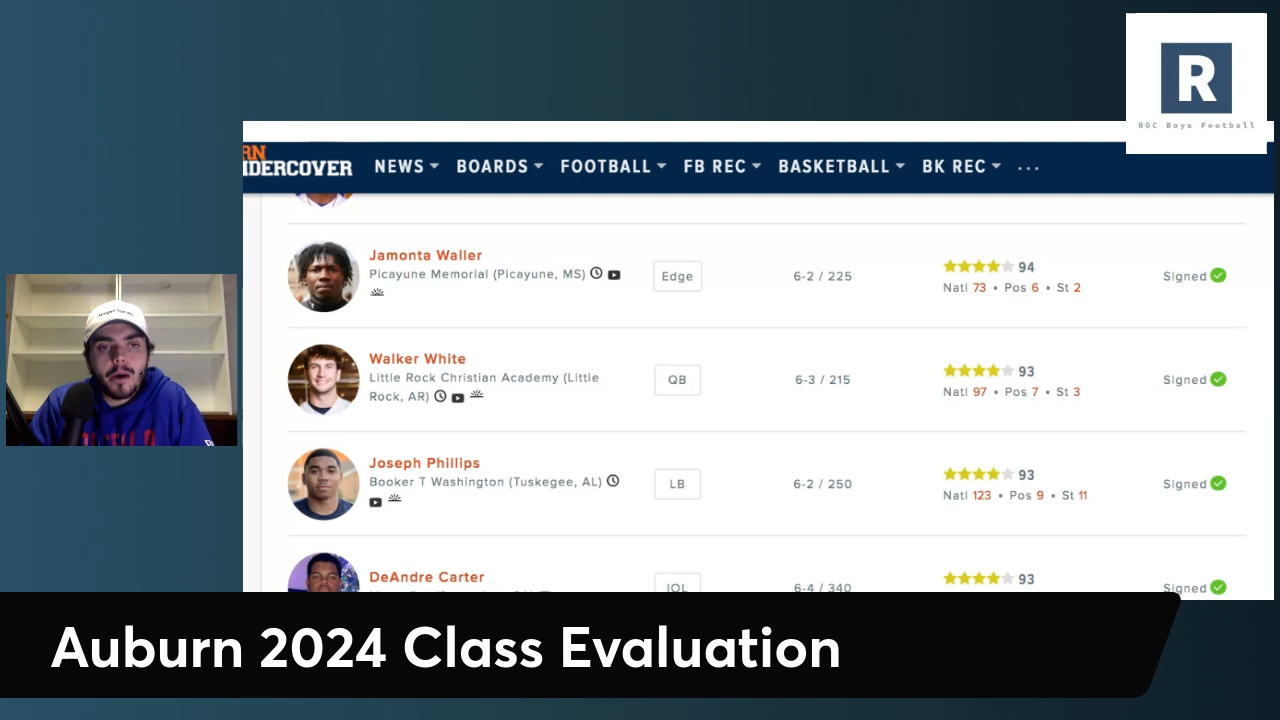 R
ROC Boys Football
RN
NDERCOVER
NEWS BOARDS FOOTBALL FB REC BASKETBALL BK REC ...
Jamonta Waller
Picayune Memorial (Picayune, MS)
Edge
6-2 / 225
94
Natl 73 • Pos 6 • St 2
Signed
Walker White
Little Rock Christian Academy (Little
Rock, AR)
QB
6-3 / 215
93
Natl 97 • Pos 7 • St 3
Signed
Joseph Phillips
Booker T Washington (Tuskegee, AL)
LB
6-2 / 250
93
Natl 123 • Pos 9 • St 11
Signed
DeAndre Carter
IOL
6-4 / 340
93
Signed
Auburn 2024 Class Evaluation